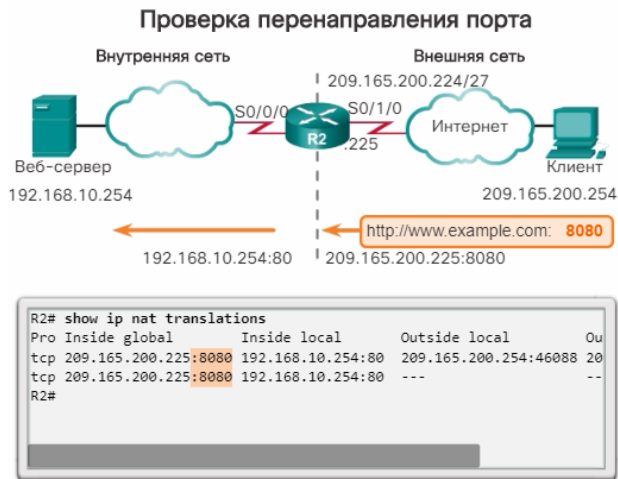 Проверка перенаправления порта
Внутренняя сеть
Внешняя сеть
209.165.200.224/27
S0/0/0
S0/1/0
R2
.225
Интернет
Веб-сервер
Клиент
192.168.10.254
209.165.200.254
http://www.example.com: 8080
192.168.10.254:80
209.165.200.225:8080
R2# show ip nat translations
Pro Inside global Inside local Outside local Ou
tcp 209.165.200.225:8080 192.168.10.254:80 209.165.200.254:46088 20
tcp 209.165.200.225:8080 192.168.10.254:80 --- --
R2#